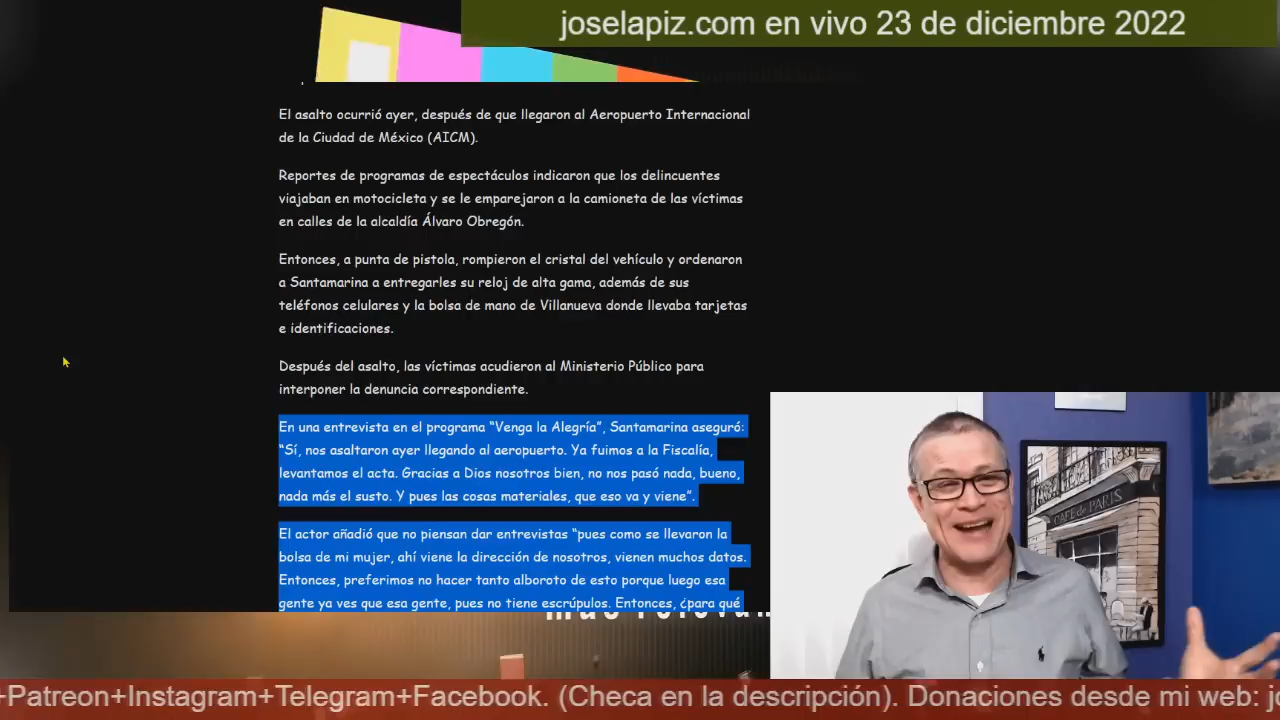 joselapiz.com en vivo 23 de diciembre 2022
El asalto ocurrió ayer, después de que llegaron al Aeropuerto Internacional
de la Ciudad de México (AICM).
Reportes de programas de espectáculos indicaron que los delincuentes
viajaban en motocicleta y se le emparejaron a la camioneta de las víctimas
en calles de la alcaldía Álvaro Obregón.
Entonces, a punta de pistola, rompieron el cristal del vehículo y ordenaron
a Santamarina a entregarles su reloj de alta gama, además de sus
teléfonos celulares y la bolsa de mano de Villanueva donde llevaba tarjetas
e identificaciones.
Después del asalto, las víctimas acudieron al Ministerio Público para
interponer la denuncia correspondiente.
En una entrevista en el programa “Venga la Alegría”, Santamarina aseguró:
“Sí, nos asaltaron ayer llegando al aeropuerto. Ya fuimos a la Fiscalía,
levantamos el acta. Gracias a Dios nosotros bien, no nos pasó nada, bueno,
nada más el susto. Y pues las cosas materiales, que eso va y viene”.
El actor añadió que no piensan dar entrevistas “pues como se llevaron la
bolsa de mi mujer, ahí viene la dirección de nosotros, vienen muchos datos.
Entonces, preferimos no hacer tanto alboroto de esto porque luego esa
gente ya ves que esa gente, pues no tiene escrúpulos. Entonces, ¿para qué
CAFÉ de PARIS
+Patreon+Instagram+Telegram+Facebook. (Checa en la descripción). Donaciones desde mi web: jo